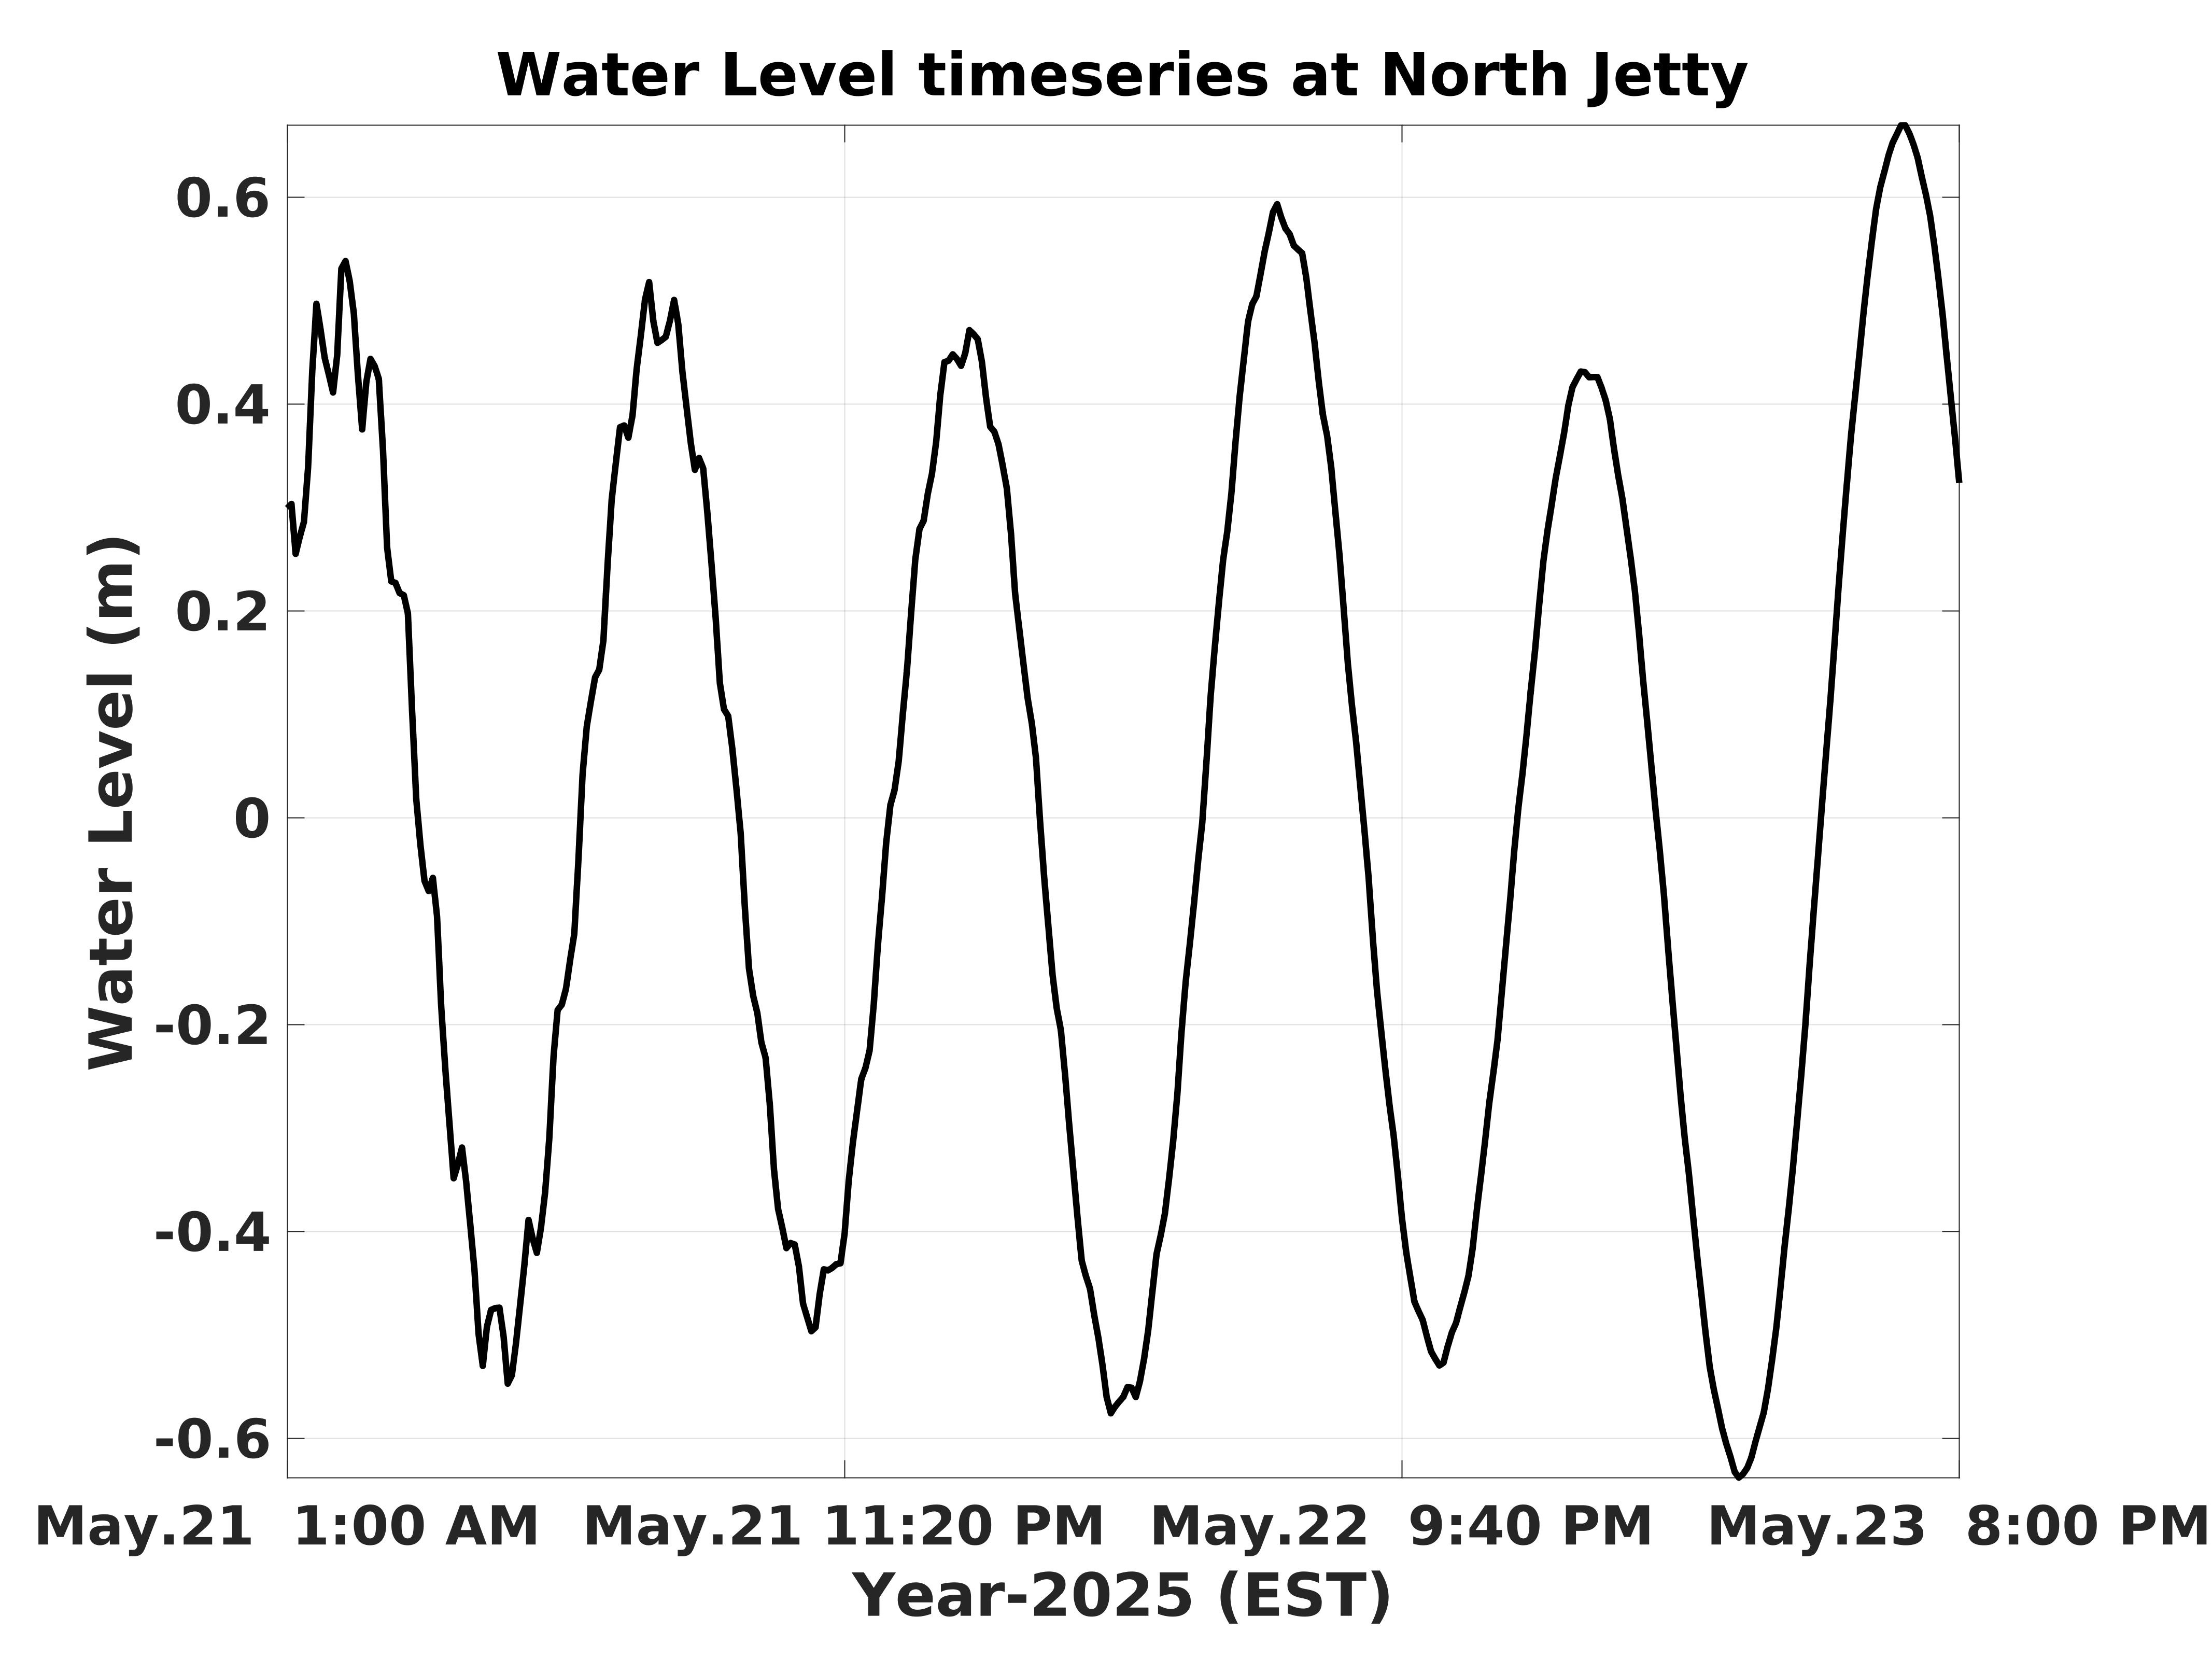 Water Level timeseries at North Jetty
Water Level (m)
0.6
0.4
0.2
0
-0.2
-0.4
-0.6
May.21 1:00 AM May.21 11:20 PM May.22 9:40 PM May.23 8:00 PM
Year-2025 (EST)